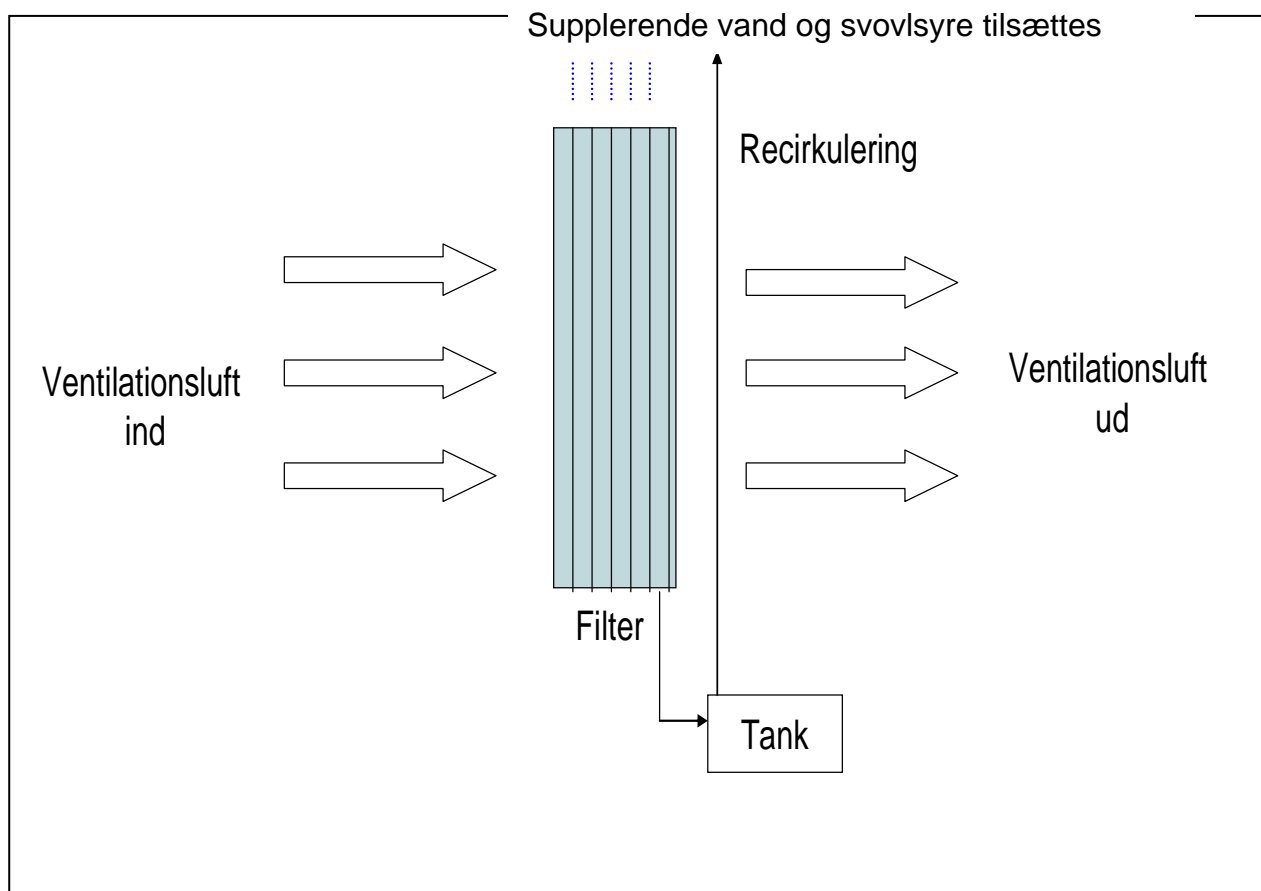 Supplerende vand og svovlsyre tilsættes
Recirkulering
Ventilationsluft
ind
Ventilationsluft
ud
Filter
Tank